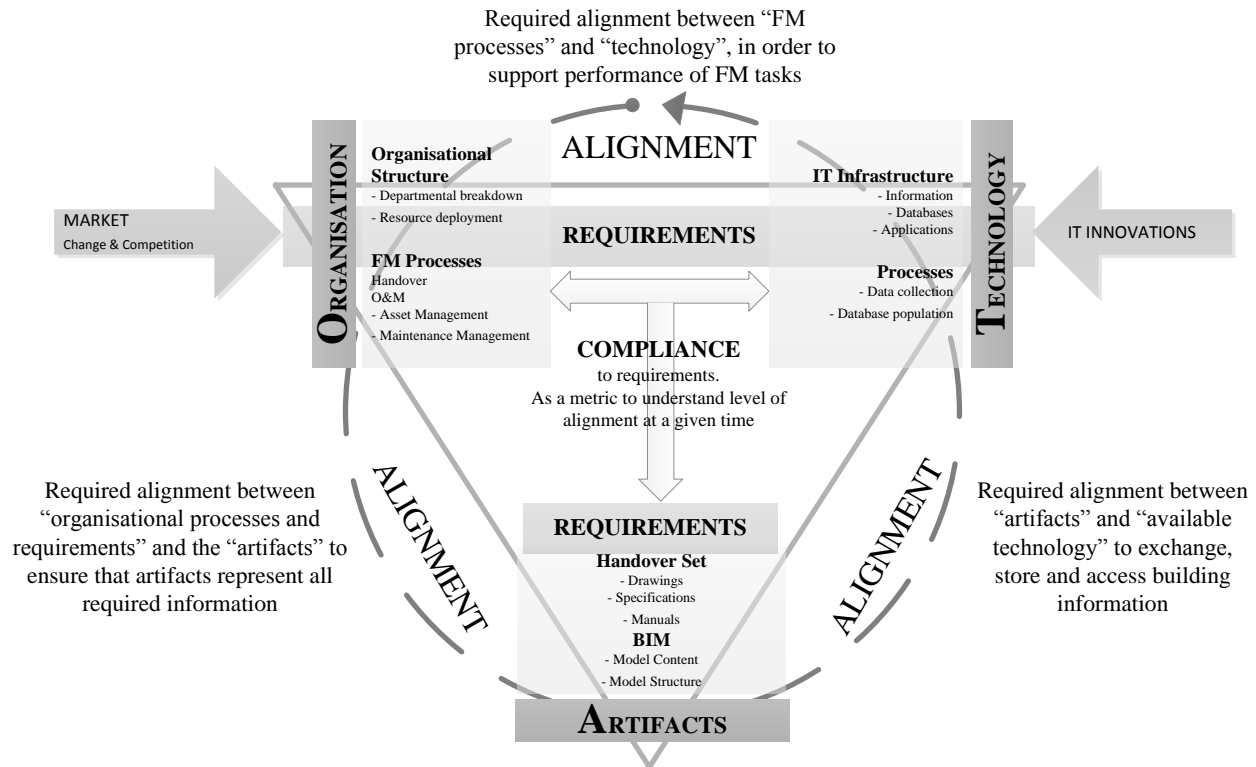 Required alignment between “FM
processes” and “technology”, in order to
support performance of FM tasks
ALIGNMENT
ORGANISATION
Organisational
Structure
- Departmental breakdown
- Resource deployment
FM Processes
Handover
O&M
- Asset Management
- Maintenance Management
MARKET
Change & Competition
REQUIREMENTS
IT Infrastructure
- Information
- Databases
- Applications
Processes
- Data collection
- Database population
TECHNOLOGY
IT INNOVATIONS
COMPLIANCE
to requirements.
As a metric to understand level of
alignment at a given time
Required alignment between
“organisational processes and
requirements” and the “artifacts” to
ensure that artifacts represent all
required information
ALIGNMENT
REQUIREMENTS
Handover Set
- Drawings
- Specifications
- Manuals
BIM
- Model Content
- Model Structure
ARTIFACTS
ALIGNMENT
Required alignment between
“artifacts” and “available
technology” to exchange,
store and access building
information